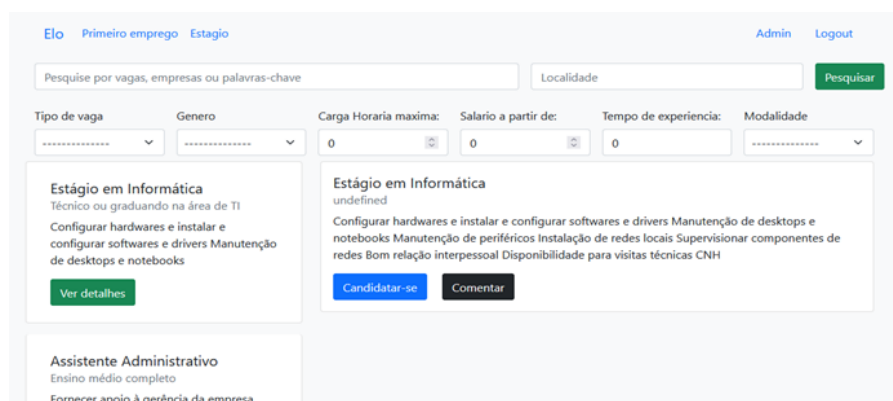 Elo Primeiro emprego Estagio Admin Logout
Pesquise por vagas, empresas ou palavras-chave Localidade Pesquisar
Tipo de vaga Genero Carga Horaria maxima: Salario a partir de: Tempo de experiencia: Modalidade
-------------- -------------- 0 0 0 --------------
Estágio em Informática
Técnico ou graduando na área de TI
Configurar hardwares e instalar e
configurar softwares e drivers Manutenção
de desktops e notebooks
Ver detalhes
Estágio em Informática
undefined
Configurar hardwares e instalar e configurar softwares e drivers Manutenção de desktops e
notebooks Manutenção de periféricos Instalação de redes locais Supervisionar componentes de
redes Bom relação interpessoal Disponibilidade para visitas técnicas CNH
Candidatar-se Comentar
Assistente Administrativo
Ensino médio completo
Fornecer apoio à gerência da empresa